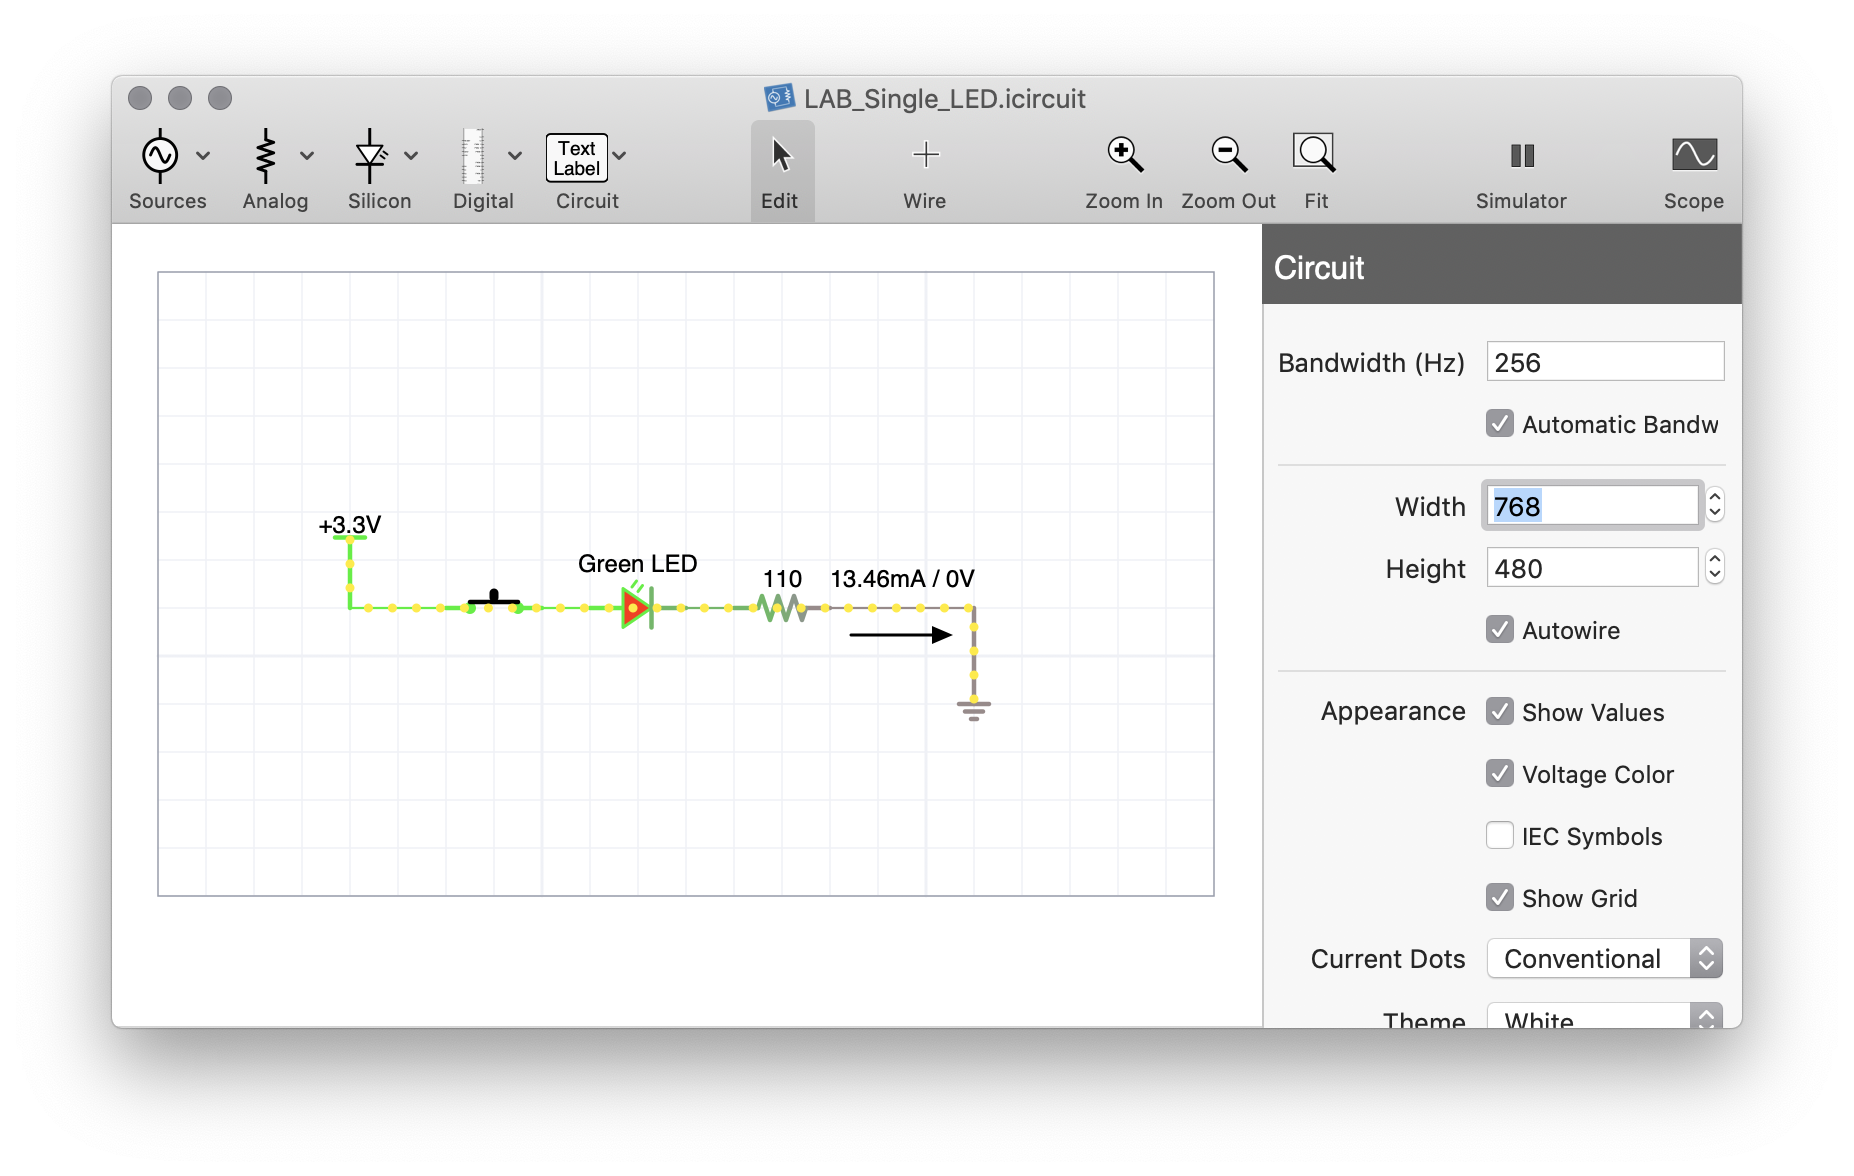 LAB_Single_LED.icircuit
Text
Label
Sources
Analog
Silicon
Digital
Circuit
Edit
Wire
Zoom In
Zoom Out
Fit
Simulator
Scope
+3.3V
Green LED
110
13.46mA / 0V
Circuit
Bandwidth (Hz) 256
Automatic Bandw
Width 768
Height 480
Autowire
Appearance Show Values
Voltage Color
IEC Symbols
Show Grid
Current Dots Conventional
Theme White